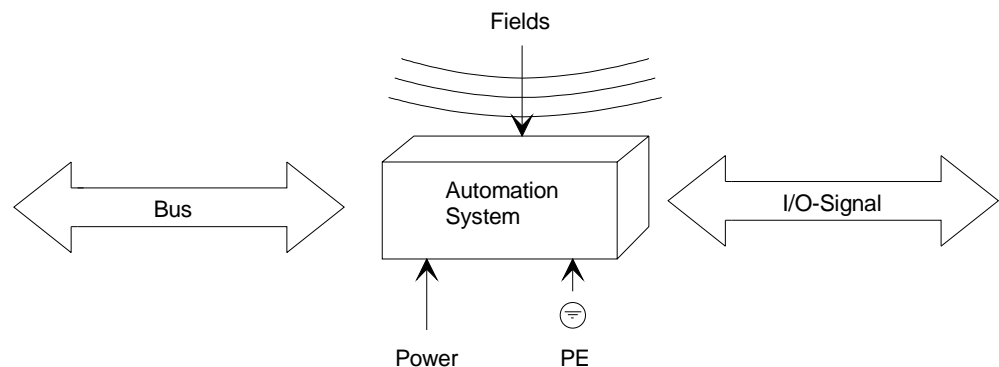 Fields
Automation
System
Bus
I/O-Signal
Power
PE